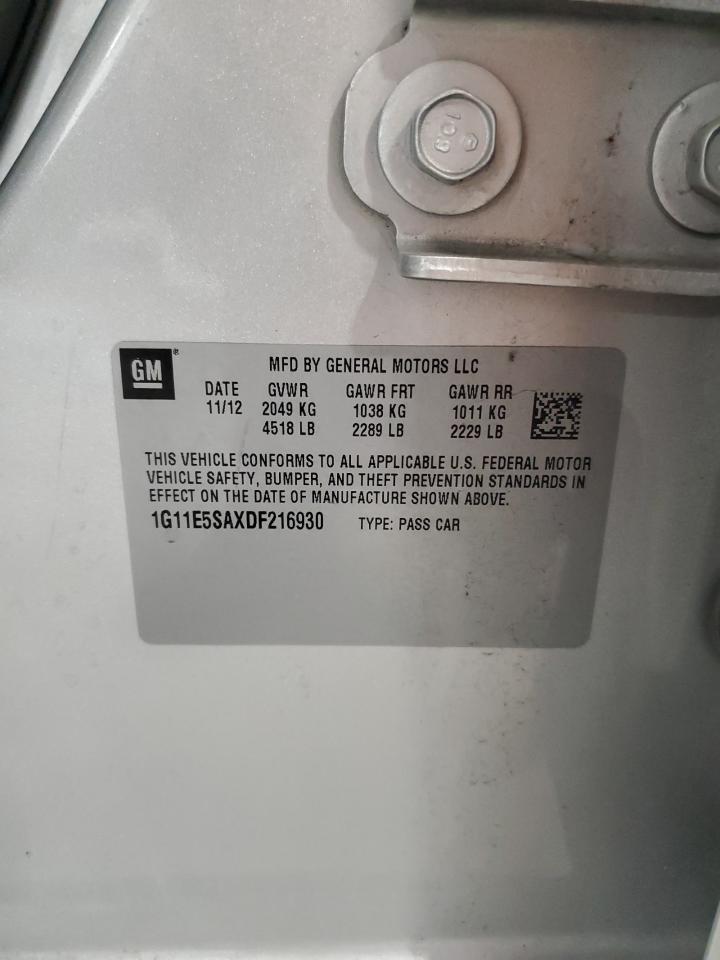 109
GM®
MFD BY GENERAL MOTORS LLC
DATE GVWR GAWR FRT GAWR RR
11/12 2049 KG 1038 KG 1011 KG
4518 LB 2289 LB 2229 LB
THIS VEHICLE CONFORMS TO ALL APPLICABLE U.S. FEDERAL MOTOR
VEHICLE SAFETY, BUMPER, AND THEFT PREVENTION STANDARDS IN
EFFECT ON THE DATE OF MANUFACTURE SHOWN ABOVE.
1G11E5SAXDF216930 TYPE: PASS CAR